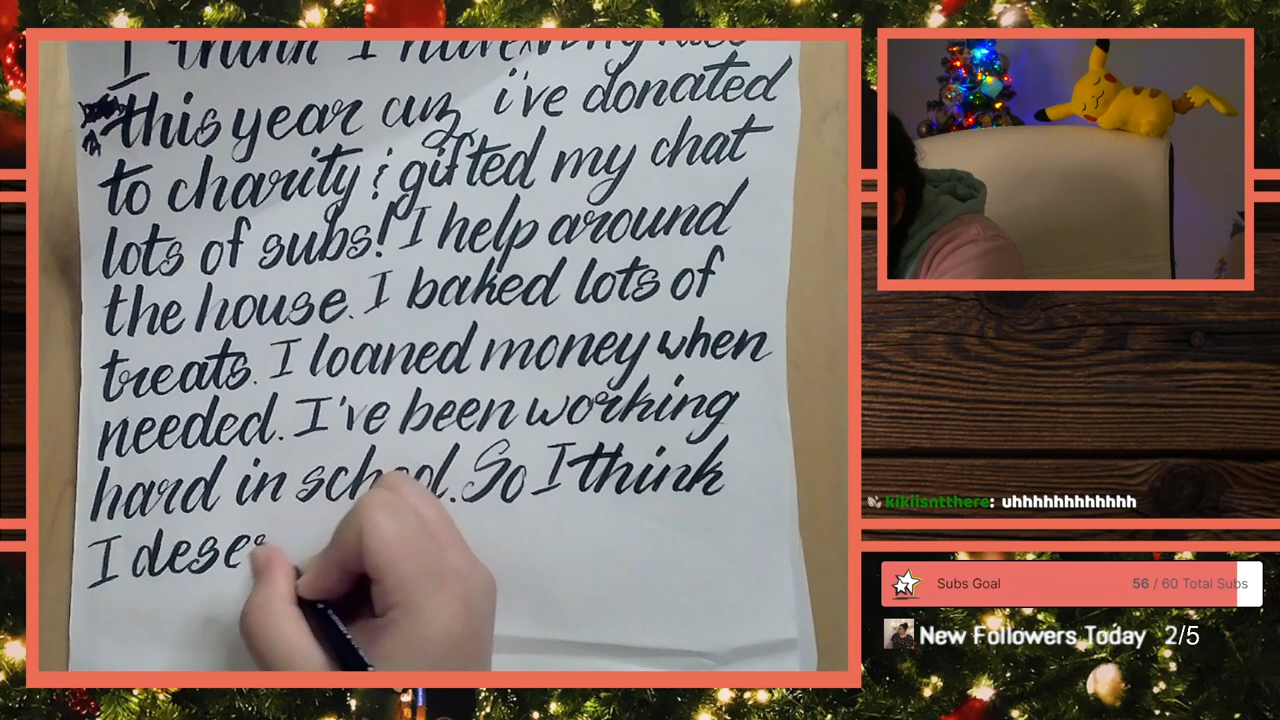 I think I have
this year cuz i've donated
to charity & gifted my chat
lots of subs! I help around
the house. I baked lots of
treats. I loaned money when
needed. I've been working
hard in school. So I think
I dese
kiklisntthere: uhhhhhhhhhhhh
Subs Goal 56 / 60 Total Subs
New Followers Today 2/5